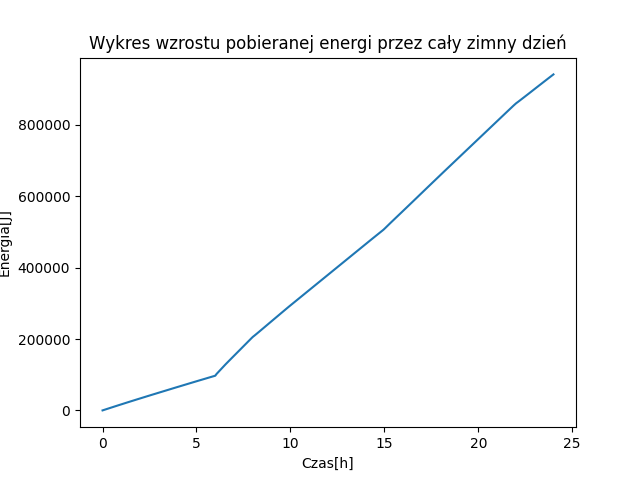 Wykres wzrostu pobieranej energi przez cały zimny dzień
800000
600000
400000
200000
0
Energia[J]
0 5 10 15 20 25
Czas[h]